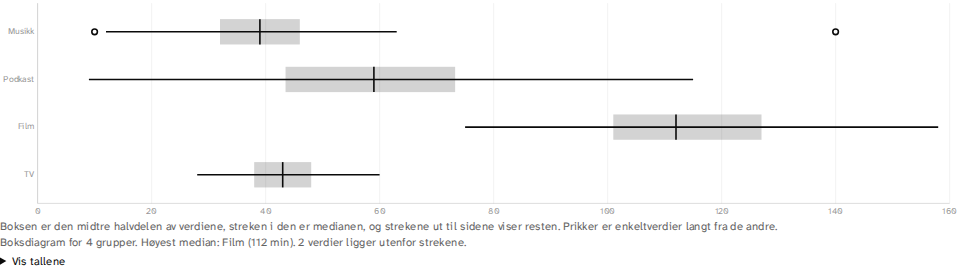 Musikk
Podkast
Film
TV
0 20 40 60 80 100 120 140 160
Boksen er den midtre halvdelen av verdiene, streken i den er medianen, og strekene ut til sidene viser resten. Prikker er enkeltverdier langt fra de andre.
Boksdiagram for 4 grupper. Høyest median: Film (112 min). 2 verdier ligger utenfor strekene.
Vis tallene